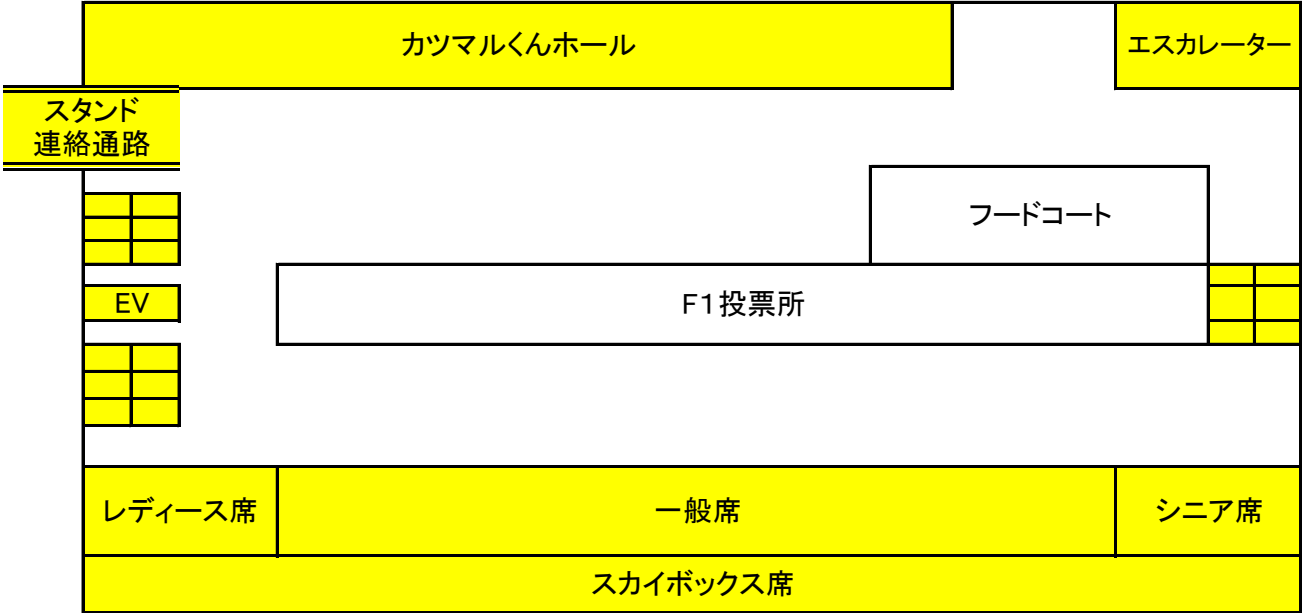 カツマルくんホール
エスカレーター
スタンド
連絡通路
フードコート
EV
F1投票所
レディース席
一般席
シニア席
スカイボックス席